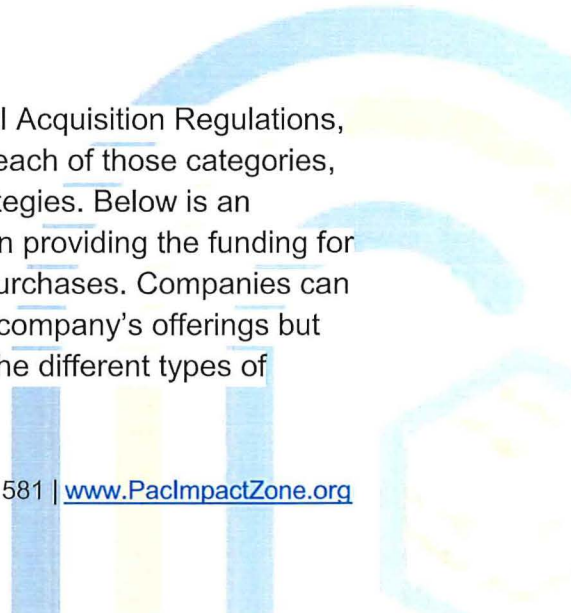 l Acquisition Regulations,
each of those categories,
tegies. Below is an
n providing the funding for
urchases. Companies can
company's offerings but
he different types of
581 | www.PacImpactZone.org